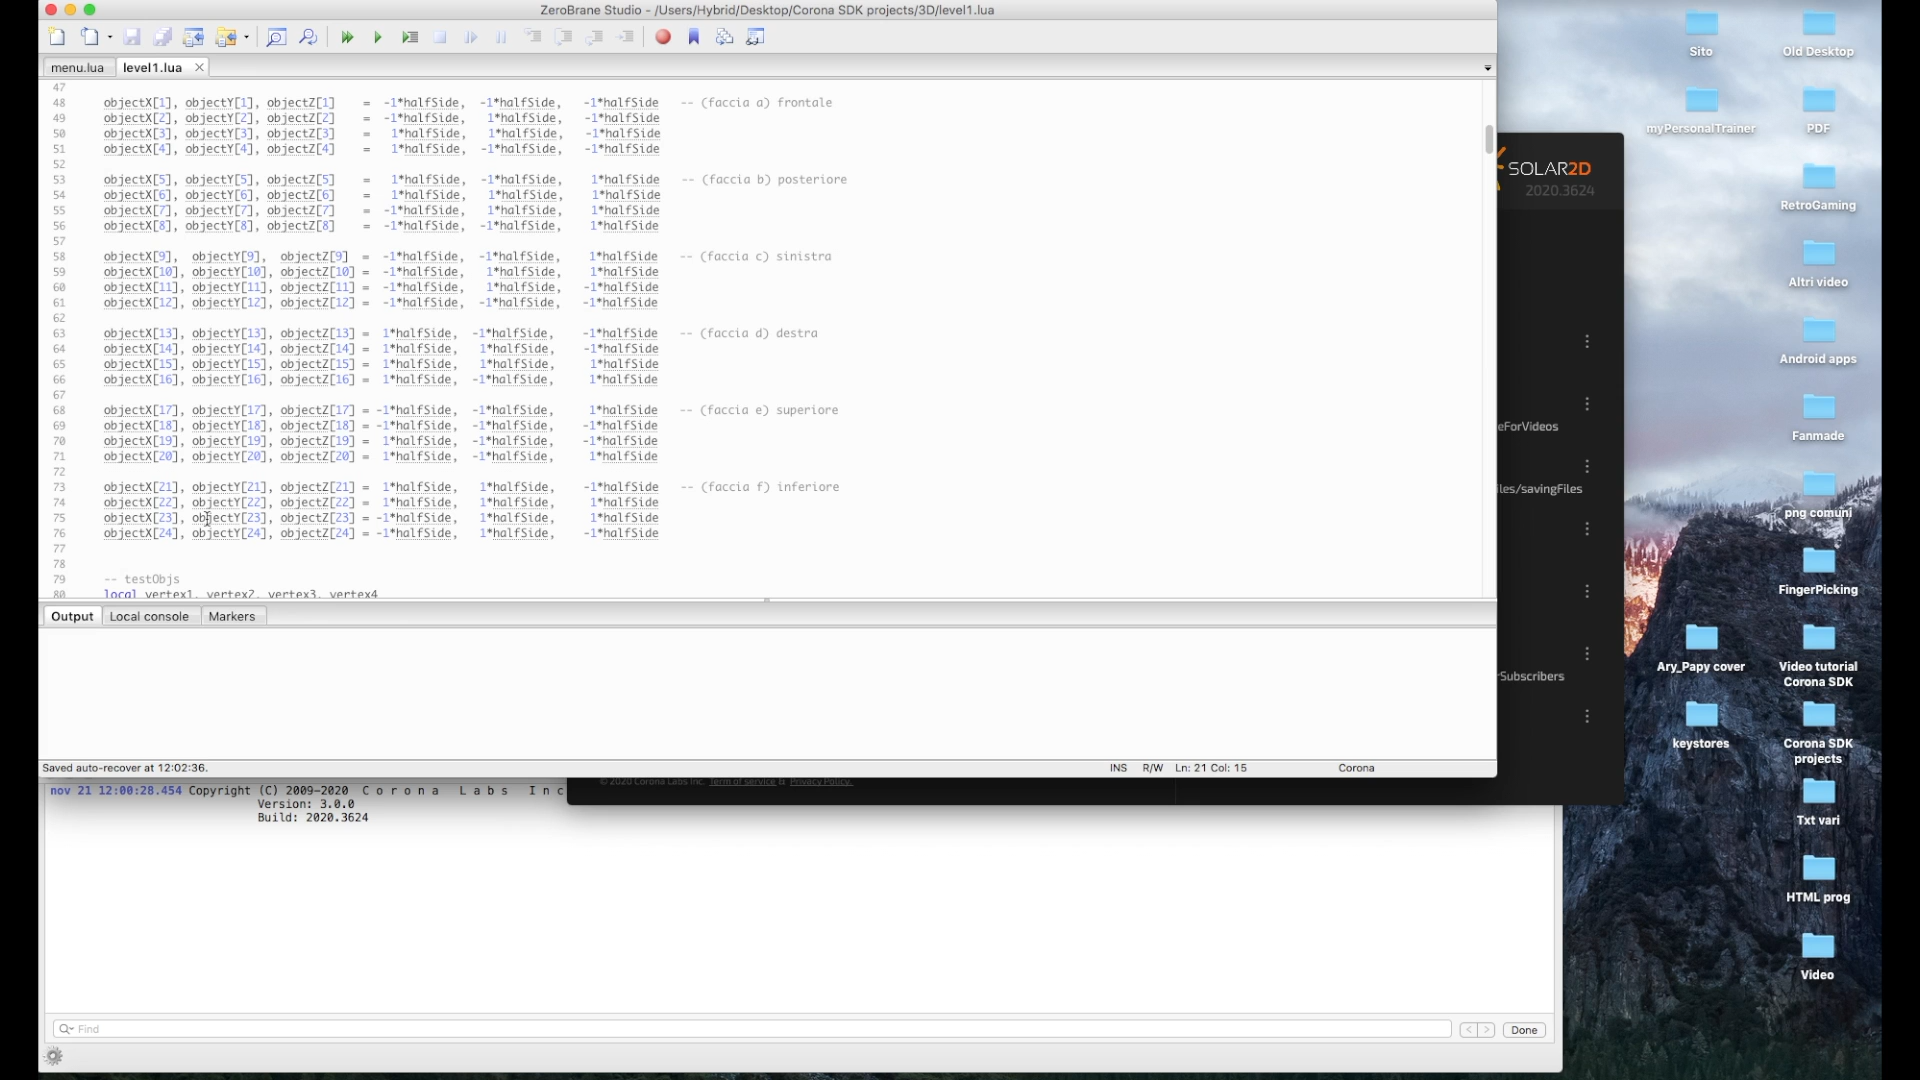 ZeroBrane Studio - /Users/Hybrid/Desktop/Corona SDK projects/3D/level1.lua
menu.lua
level1.lua
47
48 objectX[1], objectY[1], objectZ[1] = -1*halfSide, -1*halfSide, -1*halfSide -- (faccia a) frontale
49 objectX[2], objectY[2], objectZ[2] = -1*halfSide, 1*halfSide, -1*halfSide
50 objectX[3], objectY[3], objectZ[3] = 1*halfSide, 1*halfSide, -1*halfSide
51 objectX[4], objectY[4], objectZ[4] = 1*halfSide, -1*halfSide, -1*halfSide
52
53 objectX[5], objectY[5], objectZ[5] = 1*halfSide, -1*halfSide, 1*halfSide -- (faccia b) posteriore
54 objectX[6], objectY[6], objectZ[6] = 1*halfSide, 1*halfSide, 1*halfSide
55 objectX[7], objectY[7], objectZ[7] = -1*halfSide, 1*halfSide, 1*halfSide
56 objectX[8], objectY[8], objectZ[8] = -1*halfSide, -1*halfSide, 1*halfSide
57
58 objectX[9], objectY[9], objectZ[9] = -1*halfSide, -1*halfSide, 1*halfSide -- (faccia c) sinistra
59 objectX[10], objectY[10], objectZ[10] = -1*halfSide, 1*halfSide, 1*halfSide
60 objectX[11], objectY[11], objectZ[11] = -1*halfSide, 1*halfSide, -1*halfSide
61 objectX[12], objectY[12], objectZ[12] = -1*halfSide, -1*halfSide, -1*halfSide
62
63 objectX[13], objectY[13], objectZ[13] = 1*halfSide, -1*halfSide, -1*halfSide -- (faccia d) destra
64 objectX[14], objectY[14], objectZ[14] = 1*halfSide, 1*halfSide, -1*halfSide
65 objectX[15], objectY[15], objectZ[15] = 1*halfSide, 1*halfSide, 1*halfSide
66 objectX[16], objectY[16], objectZ[16] = 1*halfSide, -1*halfSide, 1*halfSide
67
68 objectX[17], objectY[17], objectZ[17] = -1*halfSide, -1*halfSide, 1*halfSide -- (faccia e) superiore
69 objectX[18], objectY[18], objectZ[18] = -1*halfSide, -1*halfSide, -1*halfSide
70 objectX[19], objectY[19], objectZ[19] = 1*halfSide, -1*halfSide, -1*halfSide
71 objectX[20], objectY[20], objectZ[20] = 1*halfSide, -1*halfSide, 1*halfSide
72
73 objectX[21], objectY[21], objectZ[21] = 1*halfSide, 1*halfSide, -1*halfSide -- (faccia f) inferiore
74 objectX[22], objectY[22], objectZ[22] = 1*halfSide, 1*halfSide, 1*halfSide
75 objectX[23], objectY[23], objectZ[23] = -1*halfSide, 1*halfSide, 1*halfSide
76 objectX[24], objectY[24], objectZ[24] = -1*halfSide, 1*halfSide, -1*halfSide
77
78
79 -- testObjs
80 local vertex1, vertex2, vertex3, vertex4
Output
Local console
Markers
Saved auto-recover at 12:02:36.
INS R/W Ln: 21 Col: 15 Corona
© 2020 Corona Labs Inc. Term of service & Privacy Policy.
nov 21 12:00:28.454 Copyright (C) 2009-2020 C o r o n a L a b s I n c
Version: 3.0.0
Build: 2020.3624
Find
Done
SOLAR2D
2020.3624
eForVideos
iles/savingFiles
rSubscribers
Sito
Old Desktop
myPersonalTrainer
PDF
RetroGaming
Altri video
Android apps
Fanmade
png comuni
FingerPicking
Ary_Papy cover
Video tutorial
Corona SDK
keystores
Corona SDK
projects
Txt vari
HTML prog
Video